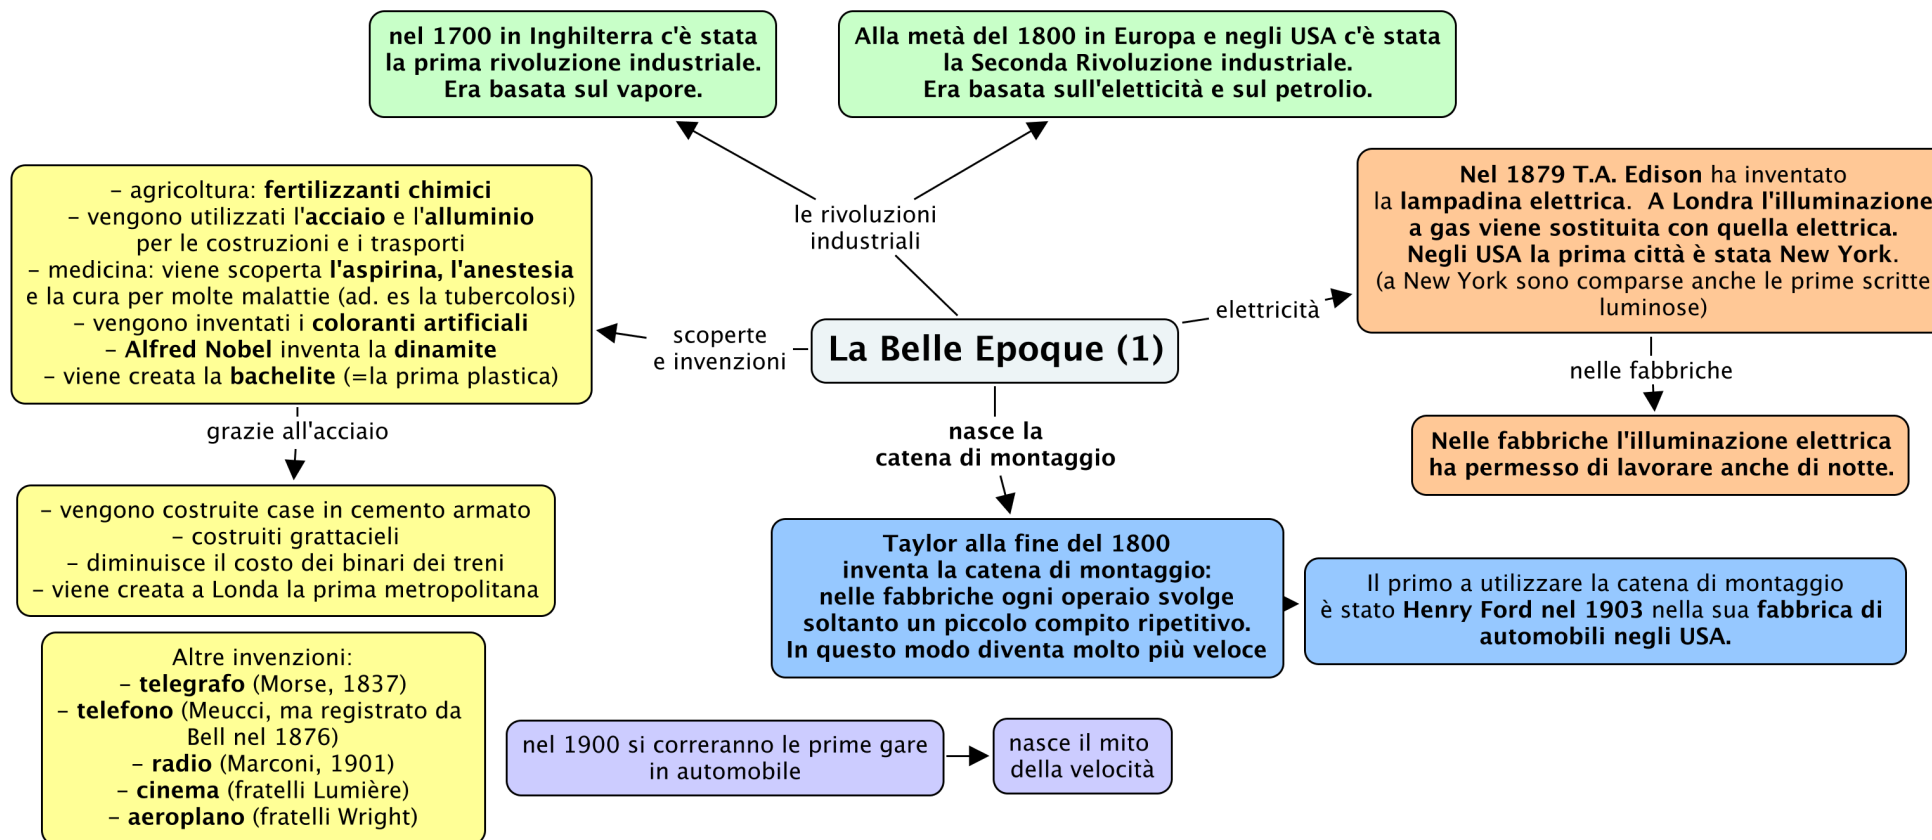 nel 1700 in Inghilterra c'è stata
la prima rivoluzione industriale.
Era basata sul vapore.
Alla metà del 1800 in Europa e negli USA c'è stata
la Seconda Rivoluzione industriale.
Era basata sull'eletticità e sul petrolio.
le rivoluzioni
industriali
– agricoltura: fertilizzanti chimici
– vengono utilizzati l'acciaio e l'alluminio
per le costruzioni e i trasporti
– medicina: viene scoperta l'aspirina, l'anestesia
e la cura per molte malattie (ad. es la tubercolosi)
– vengono inventati i coloranti artificiali
– Alfred Nobel inventa la dinamite
– viene creata la bachelite (=la prima plastica)
scoperte
e invenzioni
La Belle Epoque (1)
elettricità
Nel 1879 T.A. Edison ha inventato
la lampadina elettrica. A Londra l'illuminazione
a gas viene sostituita con quella elettrica.
Negli USA la prima città è stata New York.
(a New York sono comparse anche le prime scritte
luminose)
nelle fabbriche
Nelle fabbriche l'illuminazione elettrica
ha permesso di lavorare anche di notte.
grazie all'acciaio
– vengono costruite case in cemento armato
– costruiti grattacieli
– diminuisce il costo dei binari dei treni
– viene creata a Londa la prima metropolitana
nasce la
catena di montaggio
Taylor alla fine del 1800
inventa la catena di montaggio:
nelle fabbriche ogni operaio svolge
soltanto un piccolo compito ripetitivo.
In questo modo diventa molto più veloce
Il primo a utilizzare la catena di montaggio
è stato Henry Ford nel 1903 nella sua fabbrica di
automobili negli USA.
Altre invenzioni:
– telegrafo (Morse, 1837)
– telefono (Meucci, ma registrato da
Bell nel 1876)
– radio (Marconi, 1901)
– cinema (fratelli Lumière)
– aeroplano (fratelli Wright)
nel 1900 si correranno le prime gare
in automobile
nasce il mito
della velocità